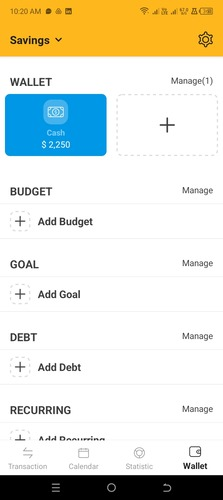 10:20 AM
Savings
WALLET Manage(1)
Cash
$ 2,250
BUDGET Manage
Add Budget
GOAL Manage
Add Goal
DEBT Manage
Add Debt
RECURRING Manage
Add Recurring
Transaction Calendar Statistic Wallet